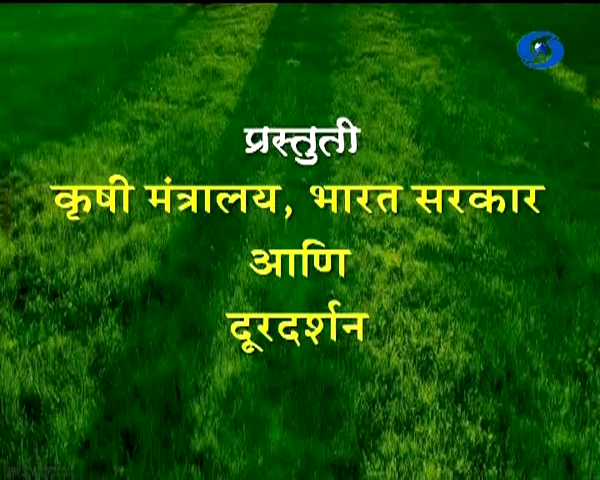 प्रस्तुती
कृषी मंत्रालय, भारत सरकार
आणि
दूरदर्शन